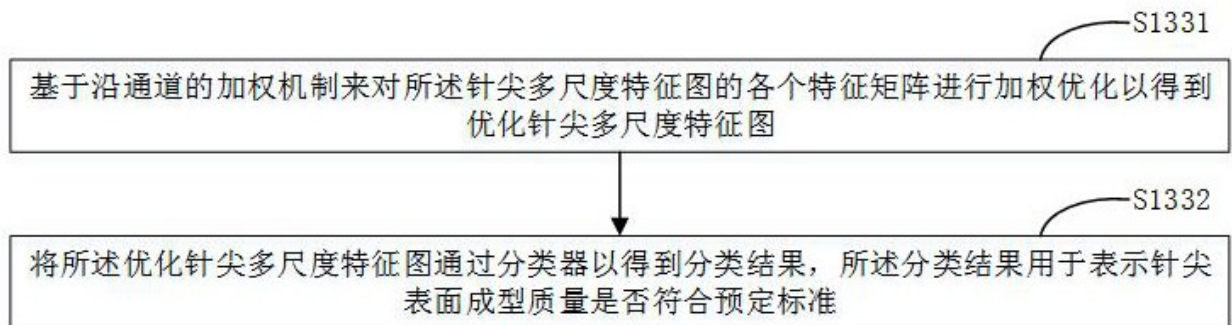 S1331
基于沿通道的加权机制来对所述针尖多尺度特征图的各个特征矩阵进行加权优化以得到
优化针尖多尺度特征图
S1332
将所述优化针尖多尺度特征图通过分类器以得到分类结果，所述分类结果用于表示针尖
表面成型质量是否符合预定标准